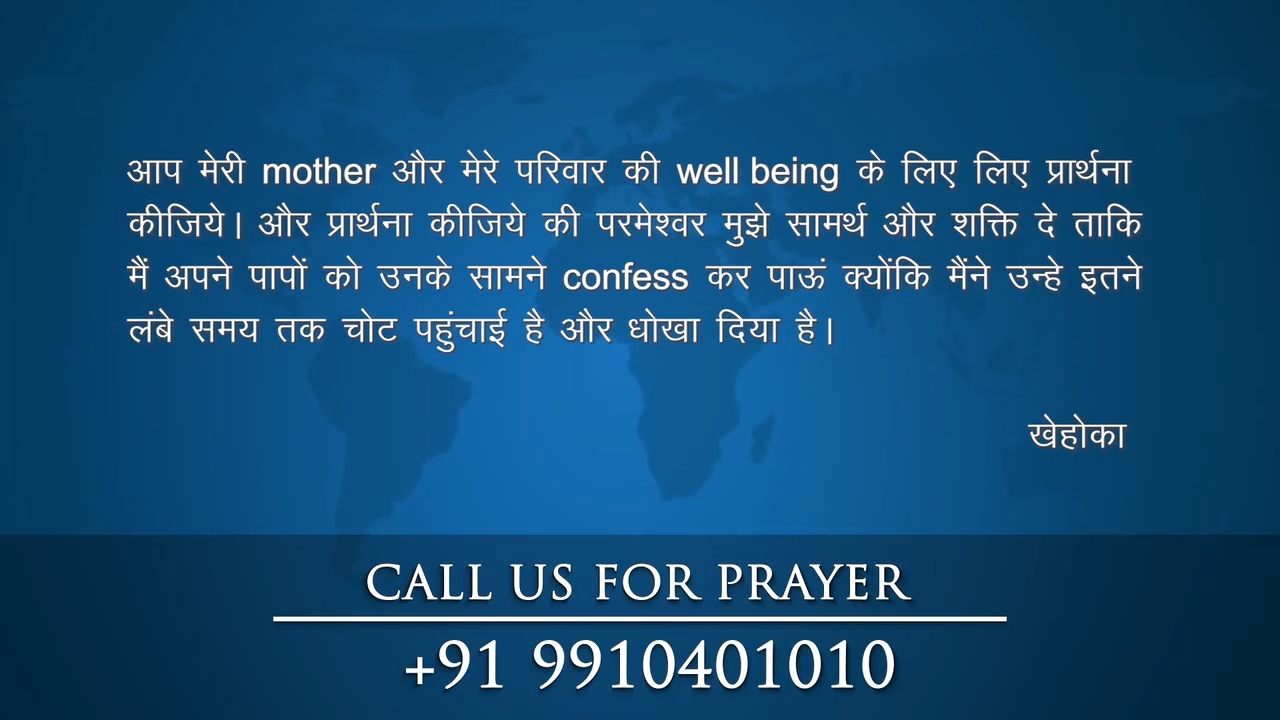 आप मेरी mother और मेरे परिवार की well being के लिए लिए प्रार्थना
कीजिये। और प्रार्थना कीजिये की परमेश्वर मुझे सामर्थ और शक्ति दे ताकि
मैं अपने पापों को उनके सामने confess कर पाऊं क्योंकि मैंने उन्हे इतने
लंबे समय तक चोट पहुंचाई है और धोखा दिया है।
खेहोका
CALL US FOR PRAYER
+91 9910401010